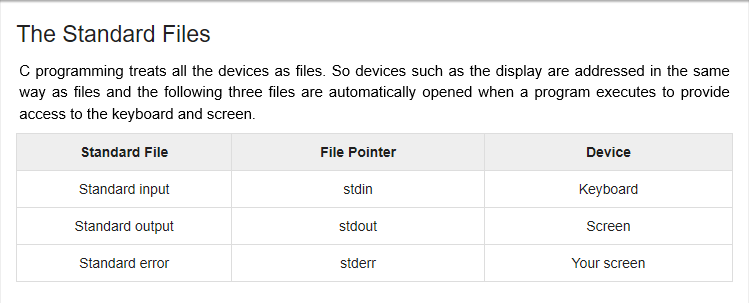 The Standard Files
C programming treats all the devices as files. So devices such as the display are addressed in the same
way as files and the following three files are automatically opened when a program executes to provide
access to the keyboard and screen.
Standard File File Pointer Device
Standard input stdin Keyboard
Standard output stdout Screen
Standard error stderr Your screen